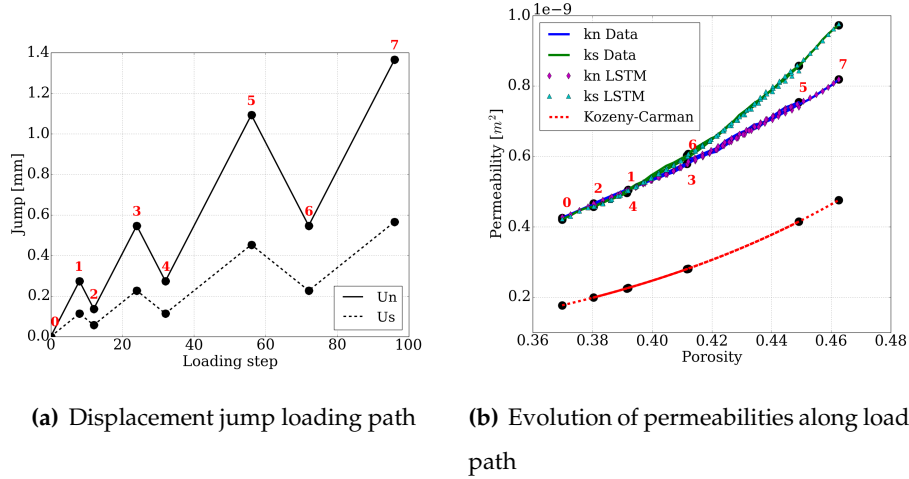 1.4
1.2
1.0
0.8
0.6
0.4
0.2
0.0
Jump [mm]
0
1
2
3
4
5
6
7
Un
Us
0
20
40
60
80
100
Loading step
(a) Displacement jump loading path
1e−9
1.0
0.8
0.6
0.4
0.2
Permeability [m²]
kn Data
ks Data
kn LSTM
ks LSTM
Kozeny-Carman
0
2
1
4
6
3
5
7
0.36
0.38
0.40
0.42
0.44
0.46
0.48
Porosity
(b) Evolution of permeabilities along load
path